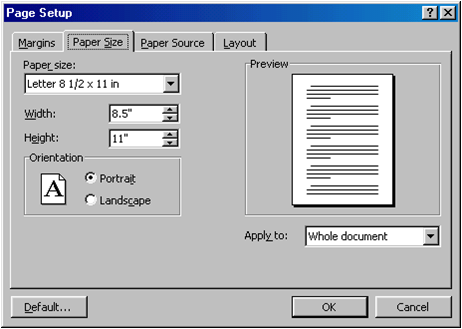 Page Setup
Margins Paper Size Paper Source Layout
Paper size:
Letter 8 1/2 x 11 in
Width: 8.5"
Height: 11"
Orientation
A
Portrait
Landscape
Preview
Apply to: Whole document
Default... OK Cancel